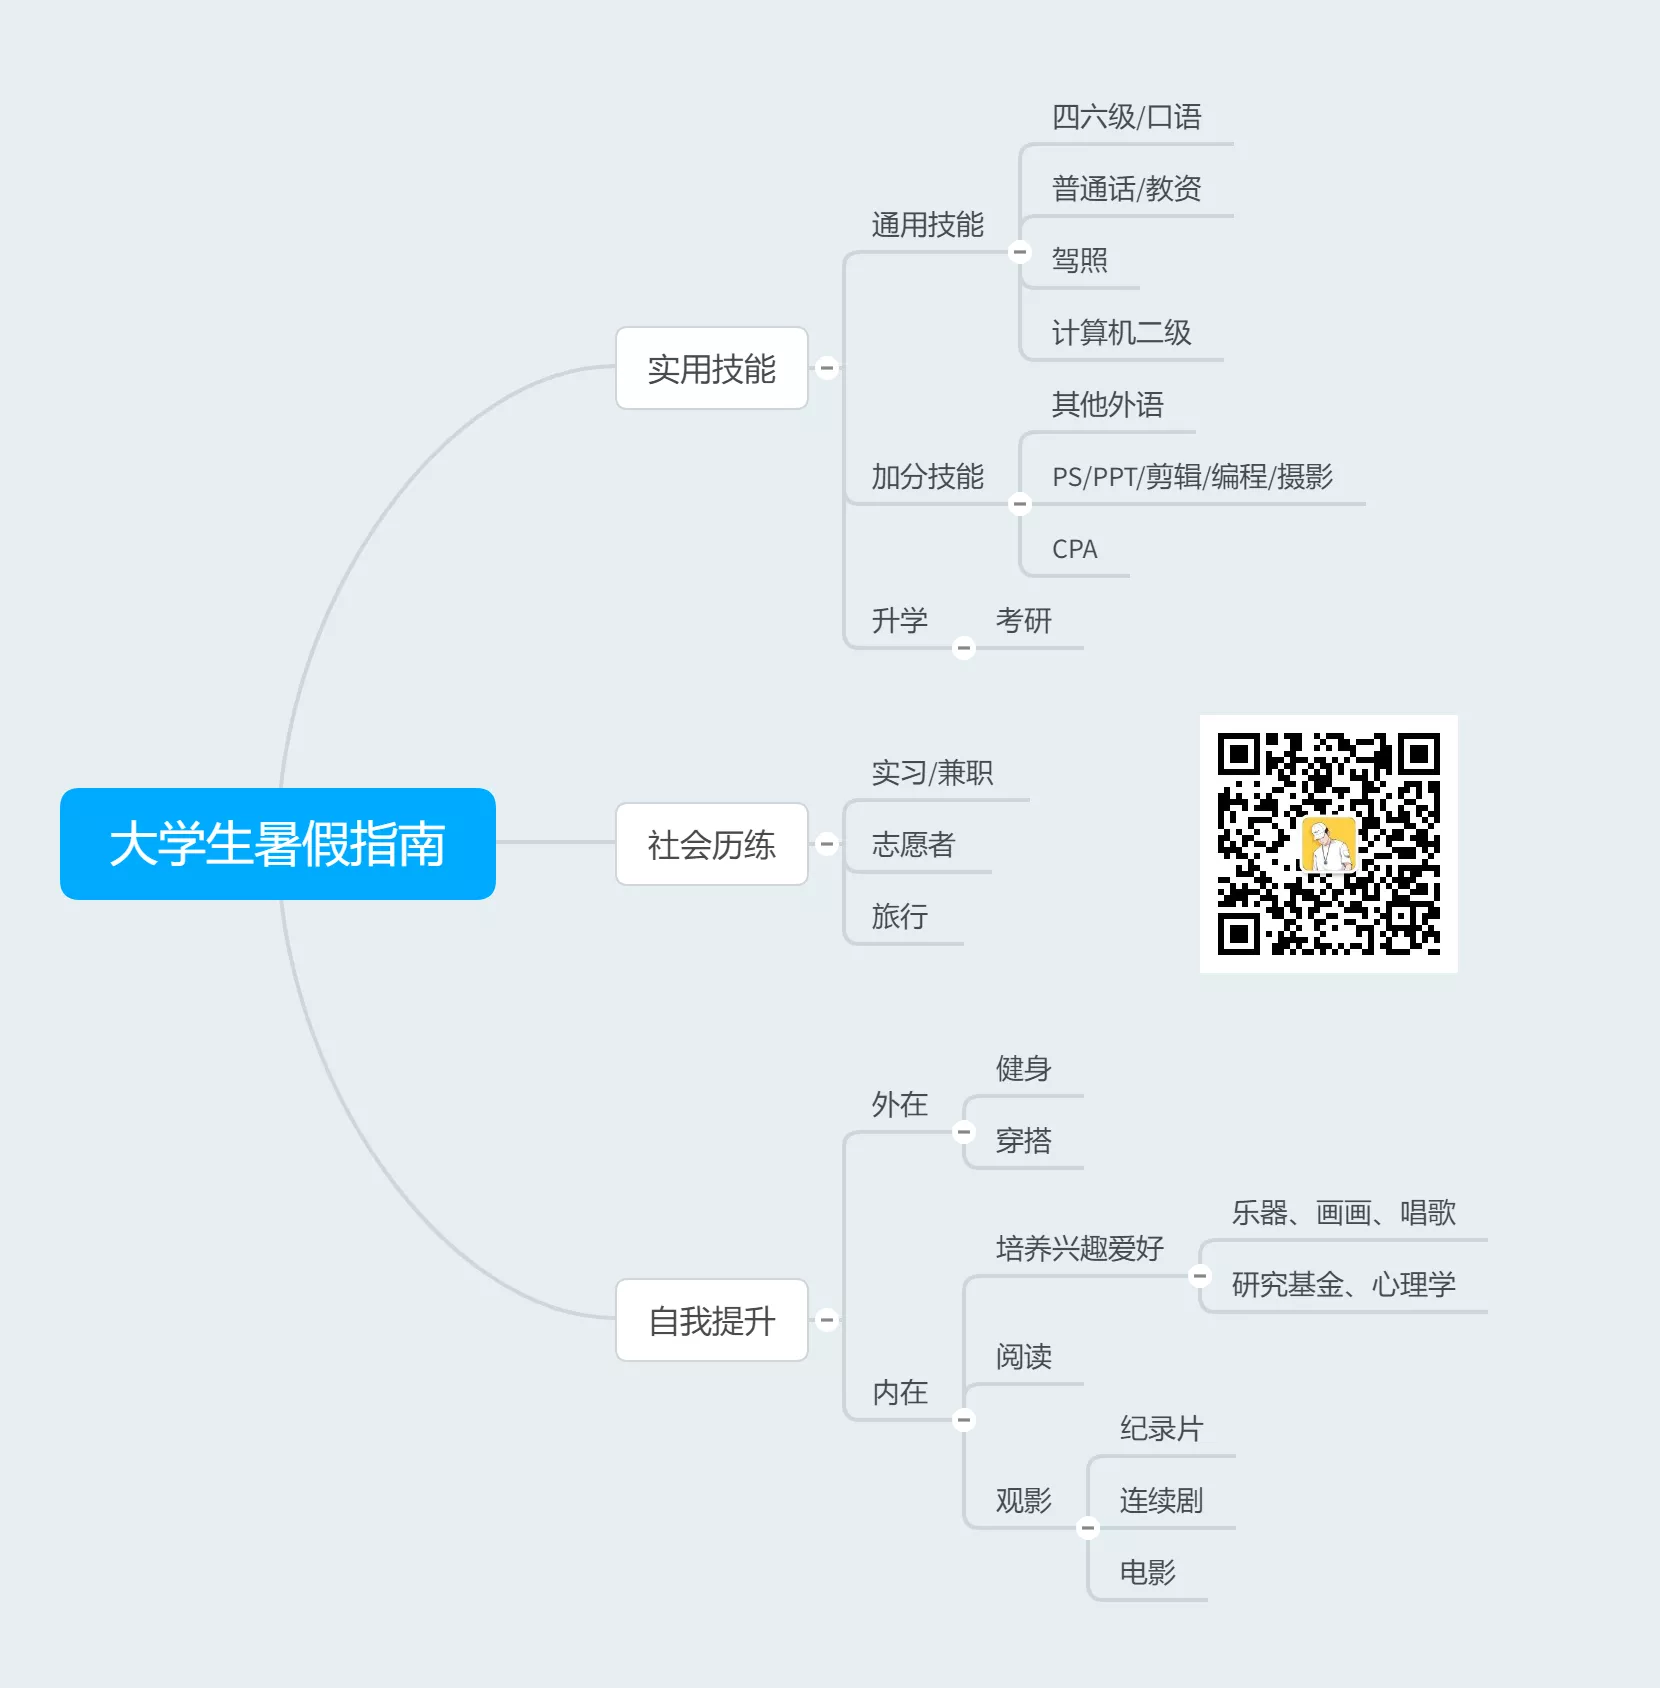 大学生暑假指南
实用技能
通用技能
四六级/口语
普通话/教资
驾照
计算机二级
加分技能
其他外语
PS/PPT/剪辑/编程/摄影
CPA
升学
考研
社会历练
实习/兼职
志愿者
旅行
自我提升
外在
健身
穿搭
内在
培养兴趣爱好
乐器、画画、唱歌
研究基金、心理学
阅读
观影
纪录片
连续剧
电影